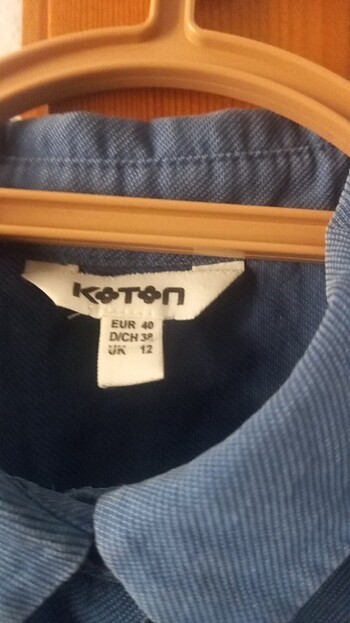 KOTON
EUR 40
D/CH 38
UK 12